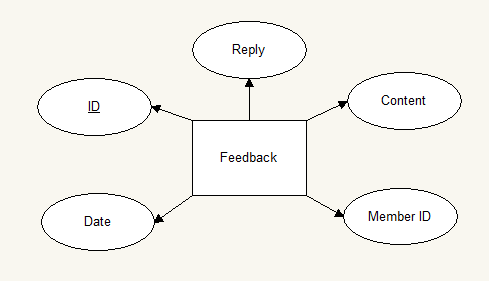 Reply
ID
Content
Feedback
Date
Member ID